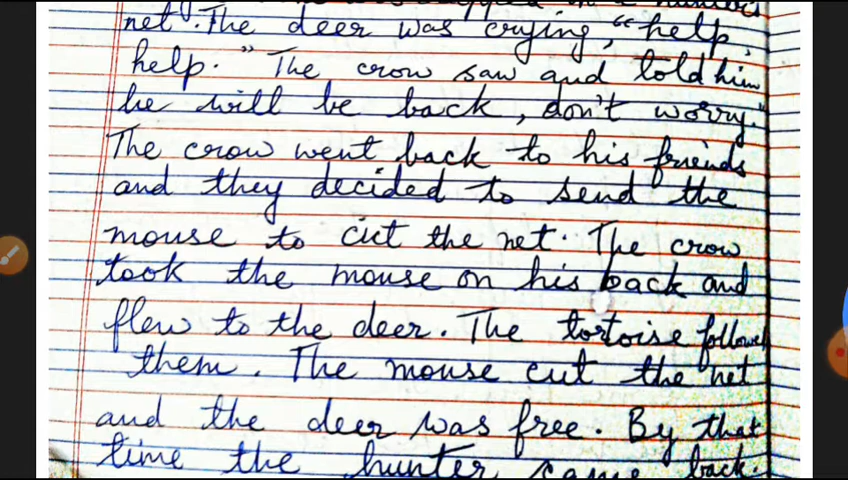 net. The deer was crying, "help,
help." The crow saw and told him
he will be back, don't worry."
The crow went back to his friends
and they decided to send the
mouse to cut the net. The crow
took the mouse on his back and
flew to the deer. The tortoise followed
them. The mouse cut the net
and the deer was free. By that
time the hunter came back.